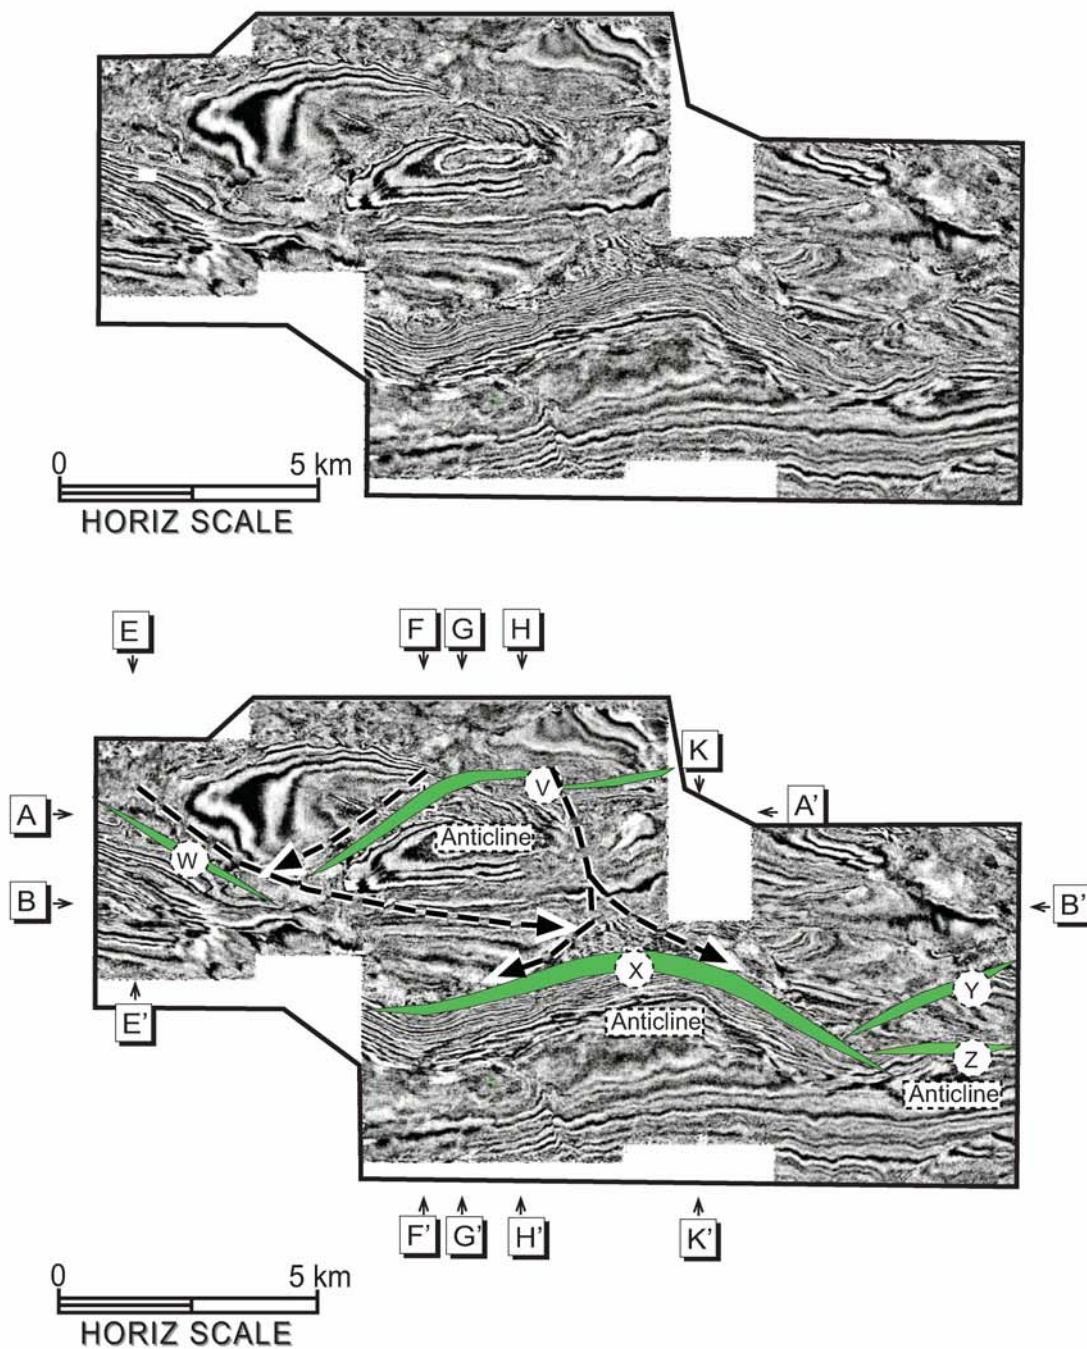 0 5 km
HORIZ SCALE
E F G H
K
A A'
V
Anticline
W
B B'
X
Y
E' Anticline
Z
Anticline
F' G' H' K'
0 5 km
HORIZ SCALE